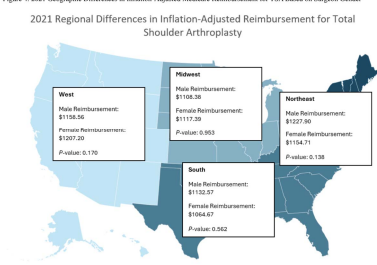 2021 Regional Differences in Inflation-Adjusted Reimbursement for Total
Shoulder Arthroplasty
West
Male Reimbursement:
$1158.56
Female Reimbursement:
$1207.20
P-value: 0.170
Midwest
Male Reimbursement:
$1108.38
Female Reimbursement:
$1117.39
P-value: 0.953
Northeast
Male Reimbursement:
$1227.90
Female Reimbursement:
$1154.71
P-value: 0.138
South
Male Reimbursement:
$1132.57
Female Reimbursement:
$1064.67
P-value: 0.562